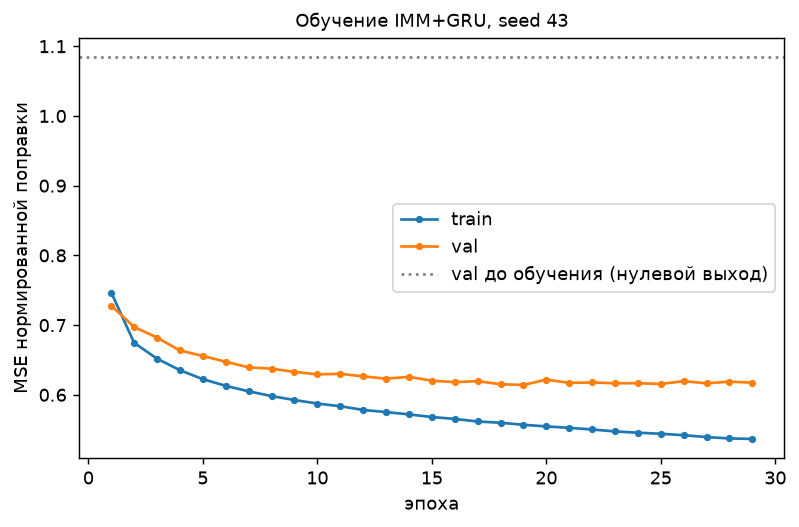 Обучение IMM+GRU, seed 43
MSE нормированной поправки
1.1
1.0
0.9
0.8
0.7
0.6
train
val
val до обучения (нулевой выход)
0 5 10 15 20 25 30
эпоха